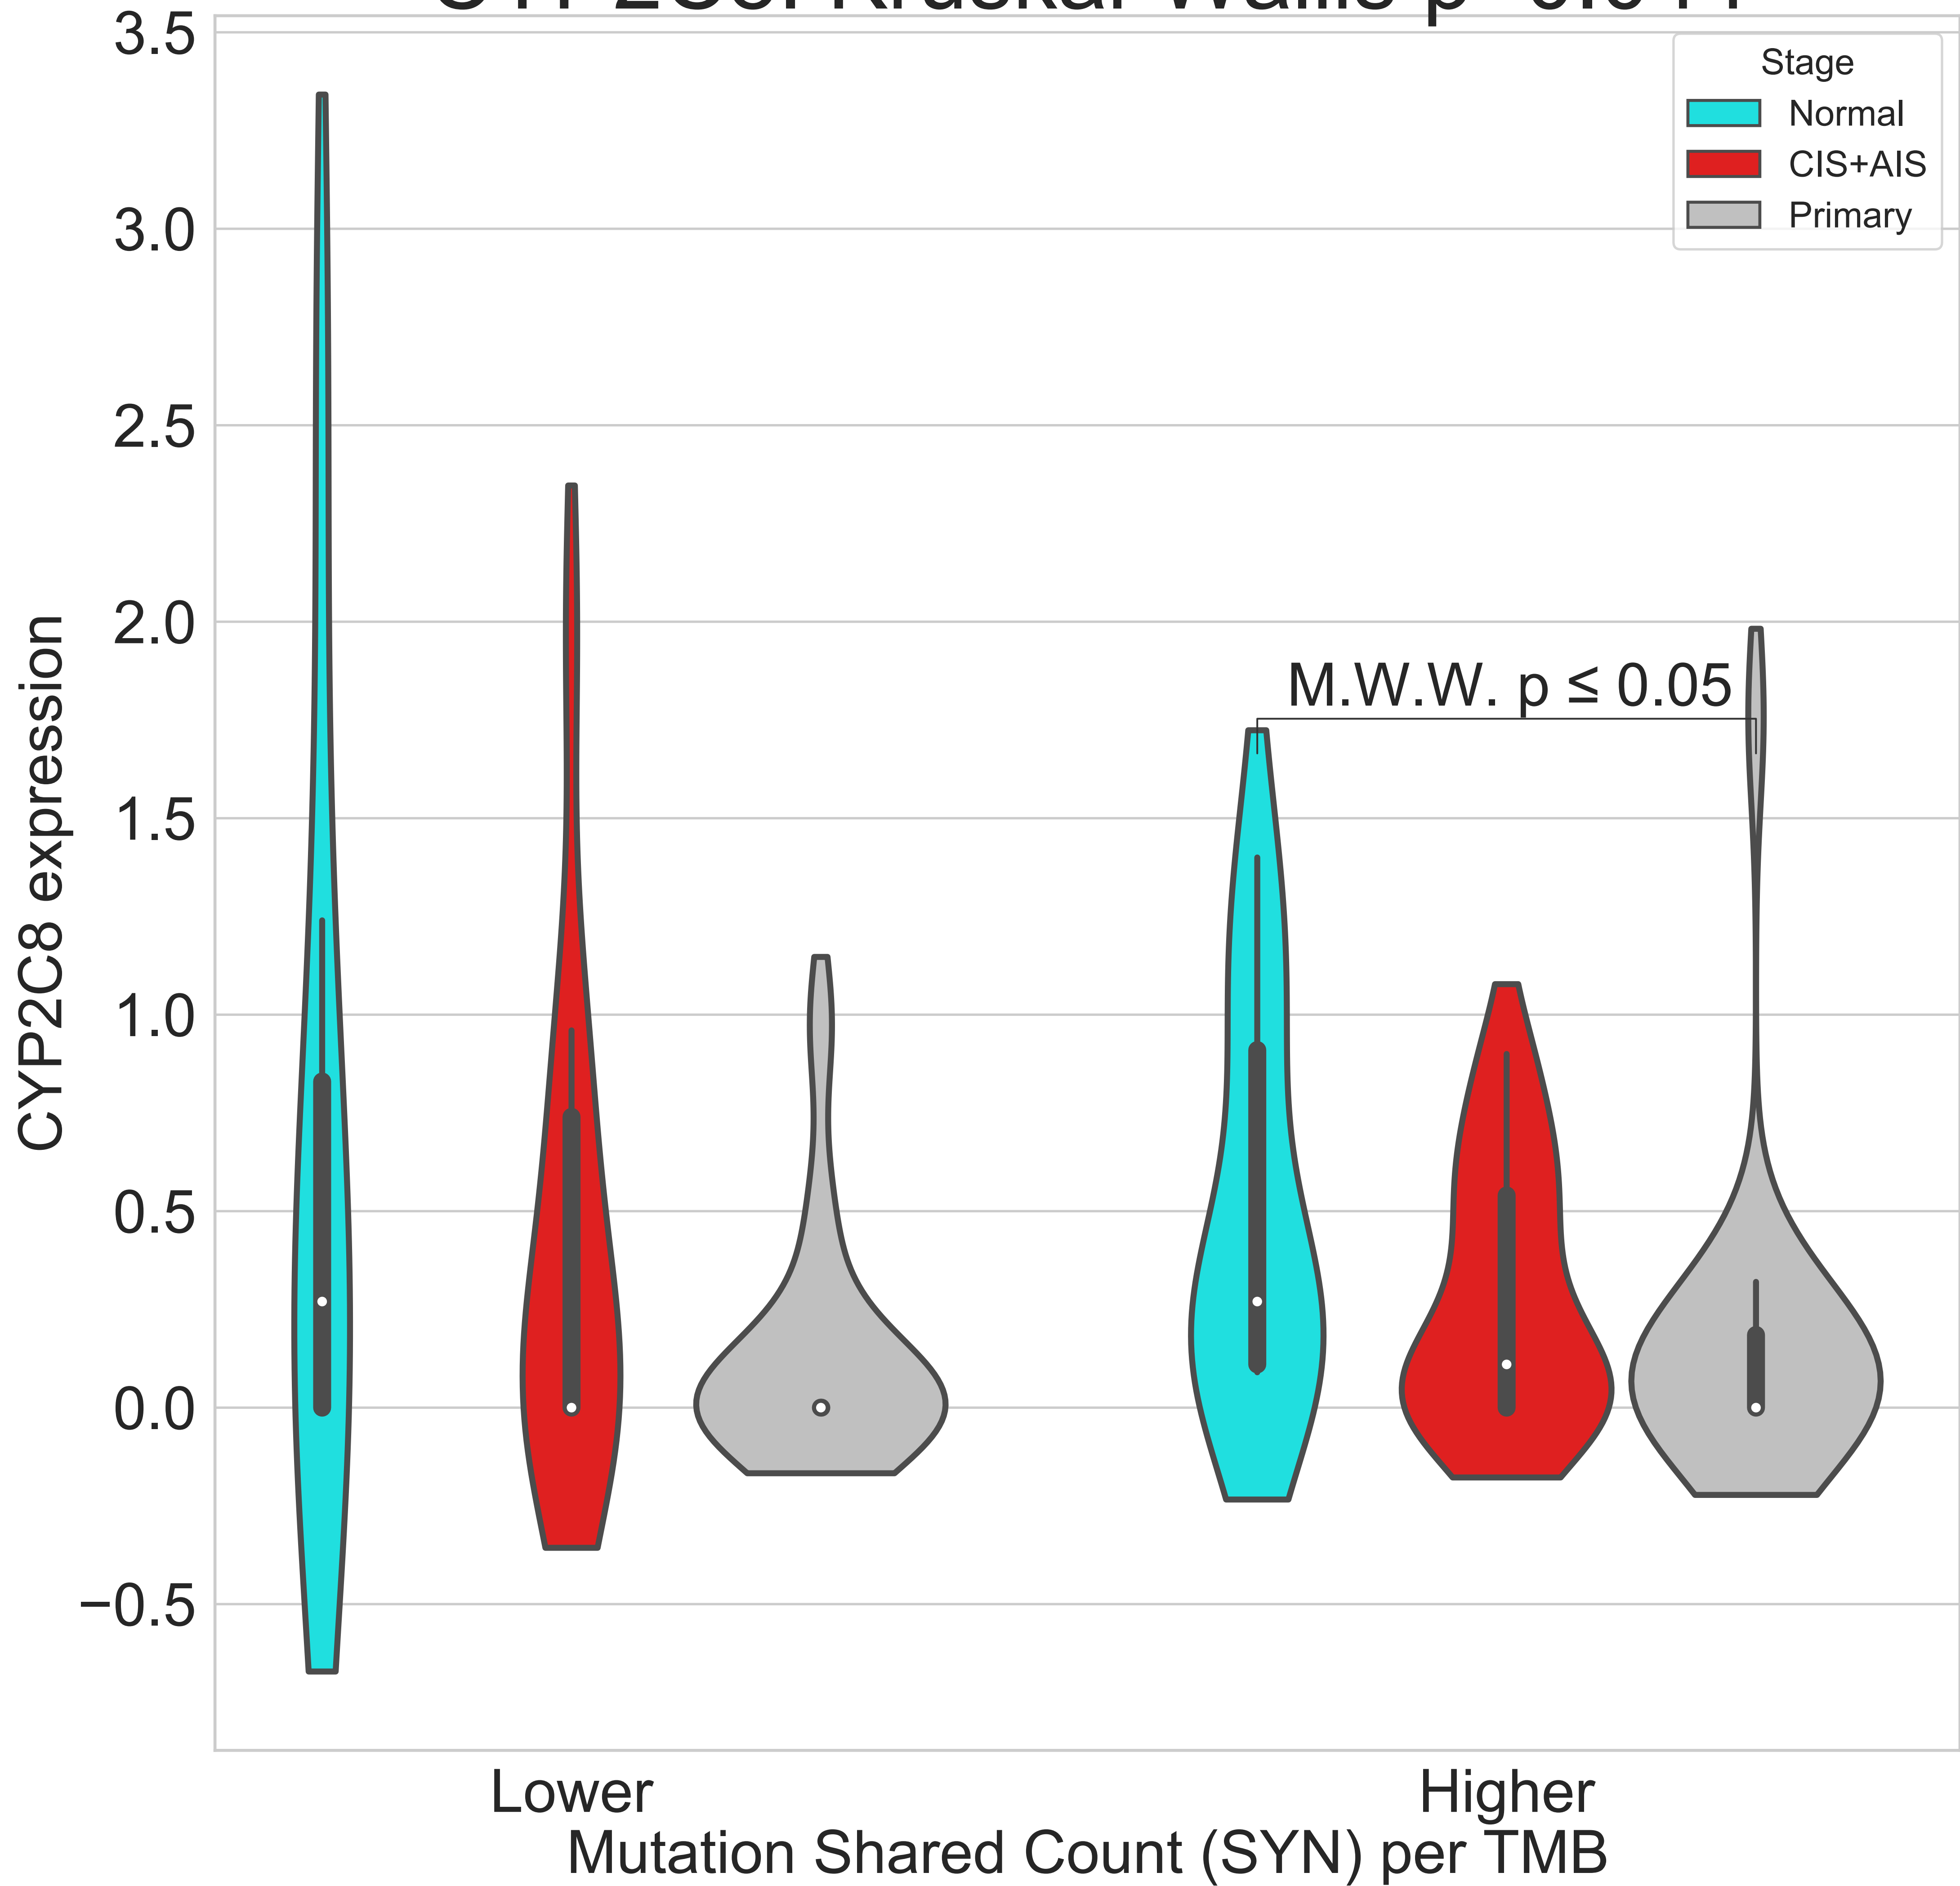 3.5
3.0
2.5
2.0
1.5
1.0
0.5
0.0
−0.5
CYP2C8 expression
Stage
Normal
CIS+AIS
Primary
M.W.W. p ≤ 0.05
Lower
Higher
Mutation Shared Count (SYN) per TMB